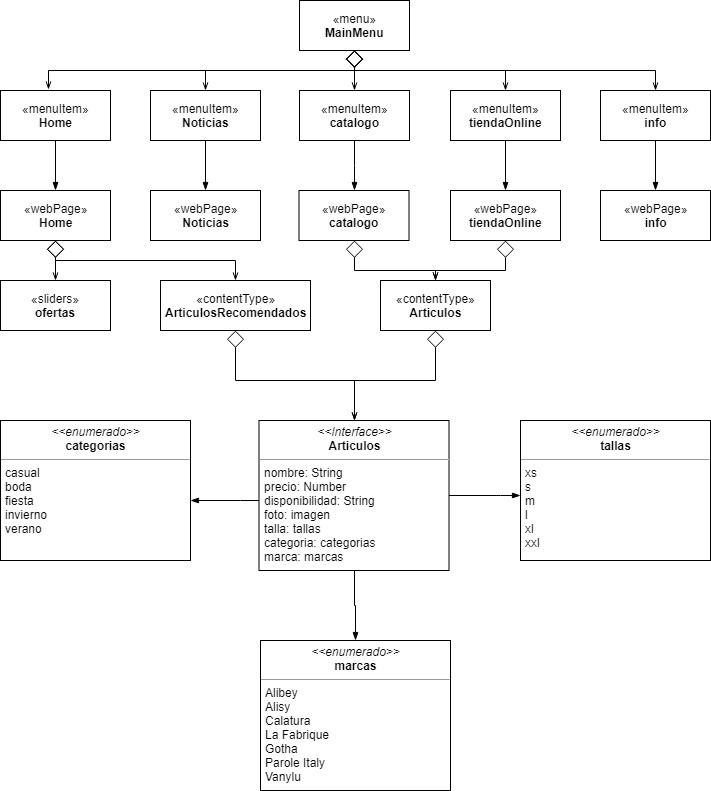 «menu»
MainMenu
«menuItem»
Home
«menuItem»
Noticias
«menuItem»
catalogo
«menuItem»
tiendaOnline
«menuItem»
info
«webPage»
Home
«webPage»
Noticias
«webPage»
catalogo
«webPage»
tiendaOnline
«webPage»
info
«sliders»
ofertas
«contentType»
ArticulosRecomendados
«contentType»
Articulos
<<enumerado>>
categorias
casual
boda
fiesta
invierno
verano
<<Interface>>
Articulos
nombre: String
precio: Number
disponibilidad: String
foto: imagen
talla: tallas
categoria: categorias
marca: marcas
<<enumerado>>
tallas
xs
s
m
l
xl
xxl
<<enumerado>>
marcas
Alibey
Alisy
Calatura
La Fabrique
Gotha
Parole Italy
Vanylu